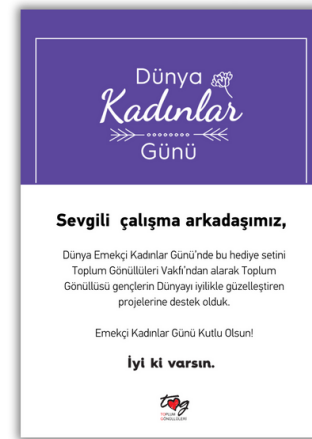 Dünya
Kadınlar
Günü
Sevgili çalışma arkadaşımız,
Dünya Emekçi Kadınlar Günü'nde bu hediye setini
Toplum Gönüllüleri Vakfı'ndan alarak Toplum
Gönüllüsü gençlerin Dünyayı iyilikle güzelleştiren
projelerine destek olduk.
Emekçi Kadınlar Günü Kutlu Olsun!
İyi ki varsın.
tog
TOPLUM
GÖNÜLLÜLERİ